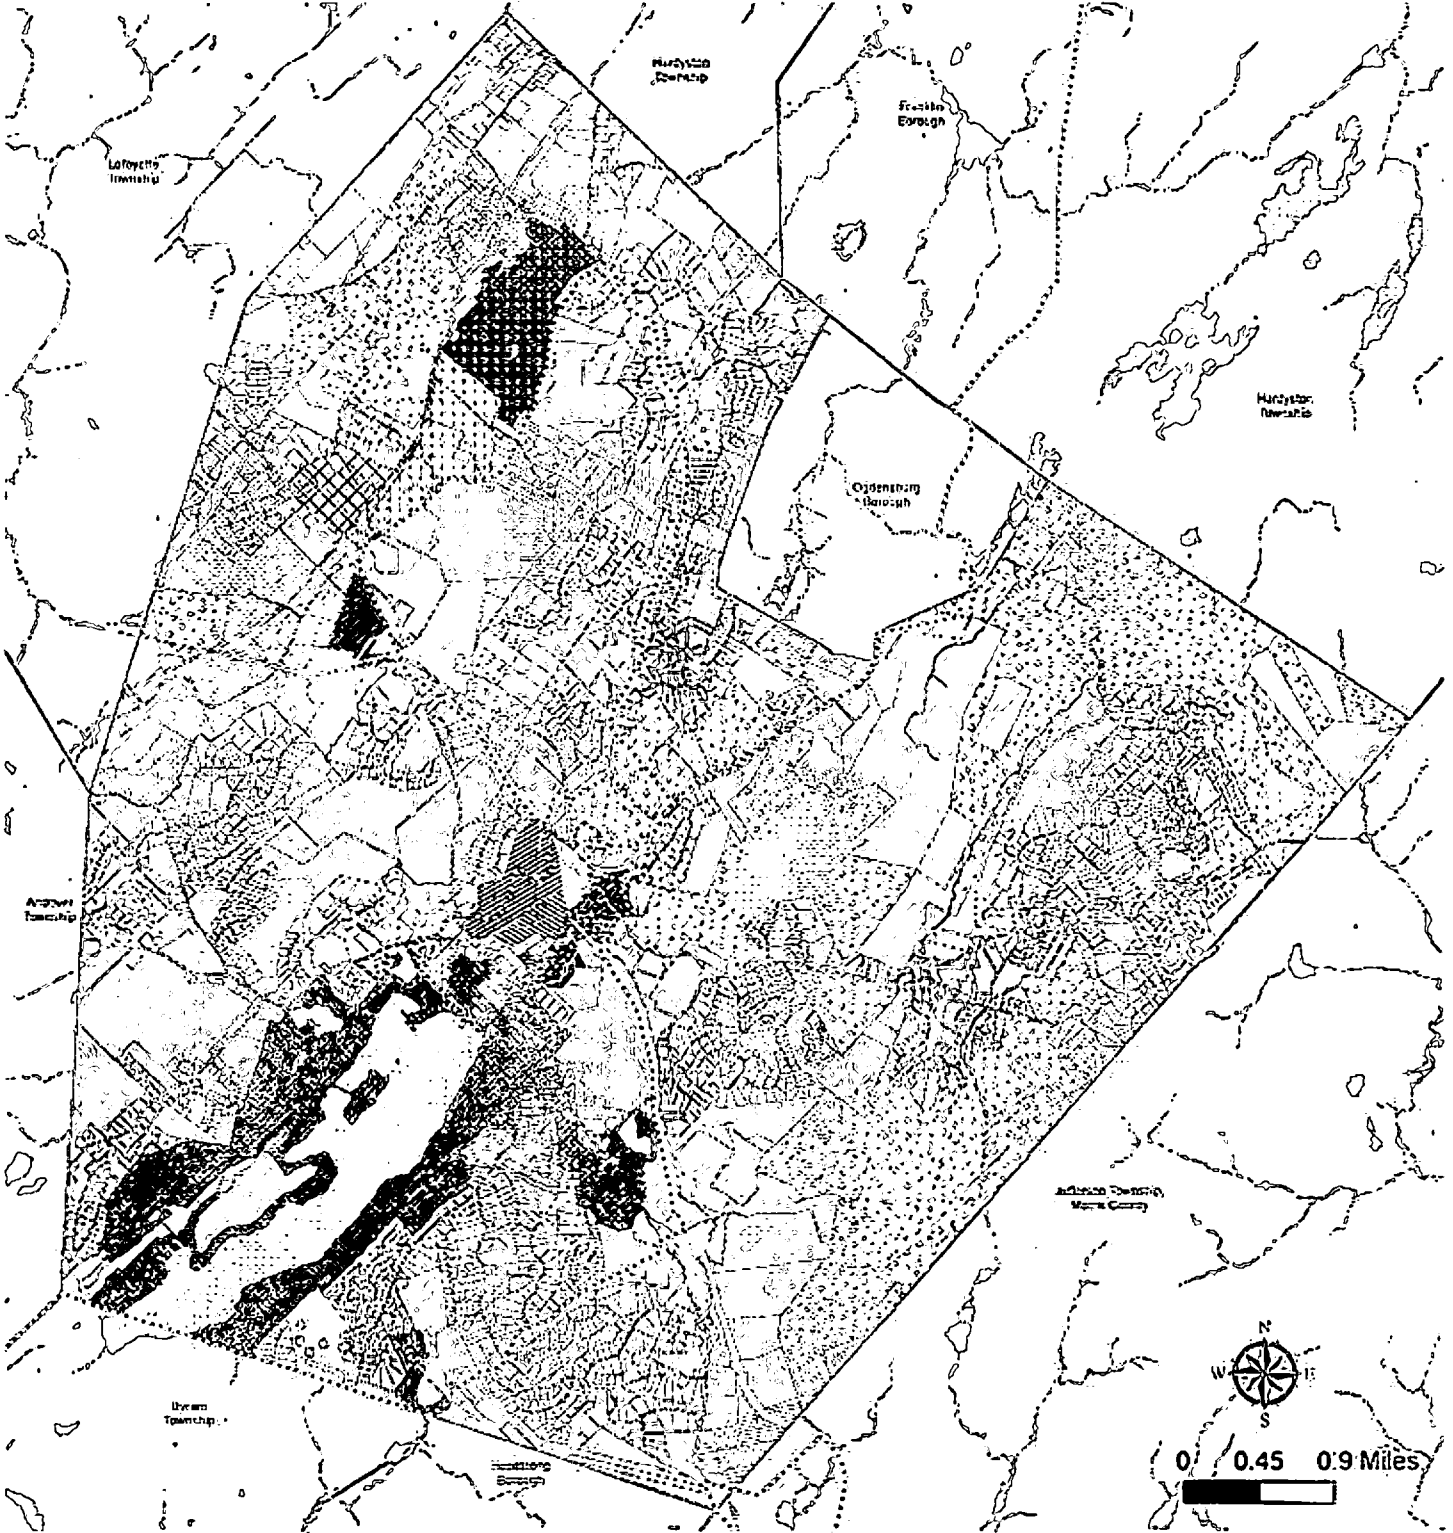 Hardyston
Township
Franklin
Borough
Lafayette
Township
Hardyston
Township
Ogdensburg
Borough
Andover
Township
Jefferson Township,
Morris County
N
W
E
S
Byram
Township
Borough
0 0.45 0.9 Miles